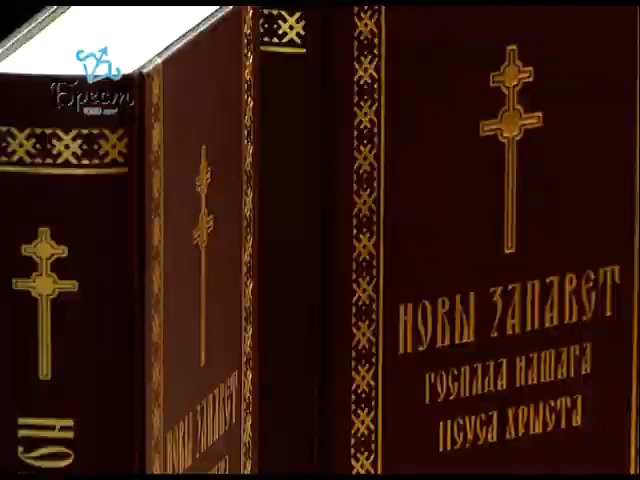 Брест
НОВЫ ЗАПАВЕТ
НОВЫ ЗАПАВЕТ
ГОСПАДА НАШАГА
ІСУСА ХРЫСТА